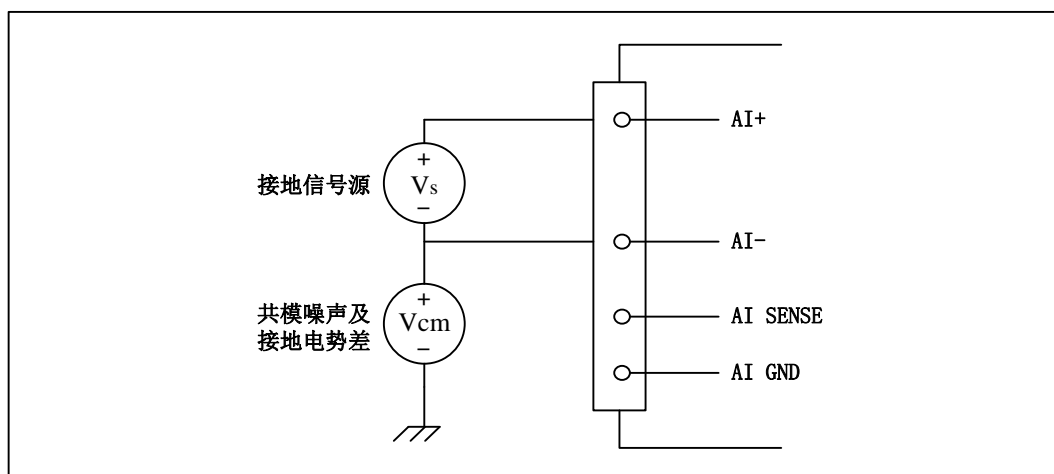 AI+
+
接地信号源
Vs
−
AI-
+
共模噪声及
接地电势差
Vcm
−
AI SENSE
AI GND